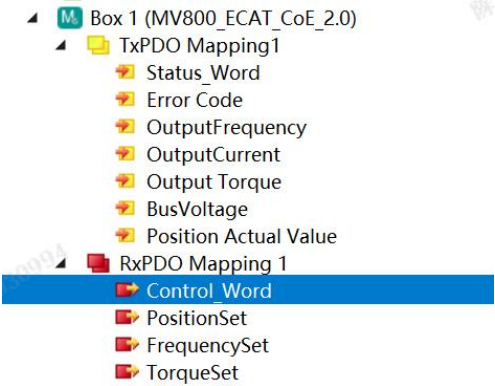 Box 1 (MV800_ECAT_CoE_2.0)
TxPDO Mapping1
Status_Word
Error Code
OutputFrequency
OutputCurrent
Output Torque
BusVoltage
Position Actual Value
RxPDO Mapping 1
Control_Word
PositionSet
FrequencySet
TorqueSet